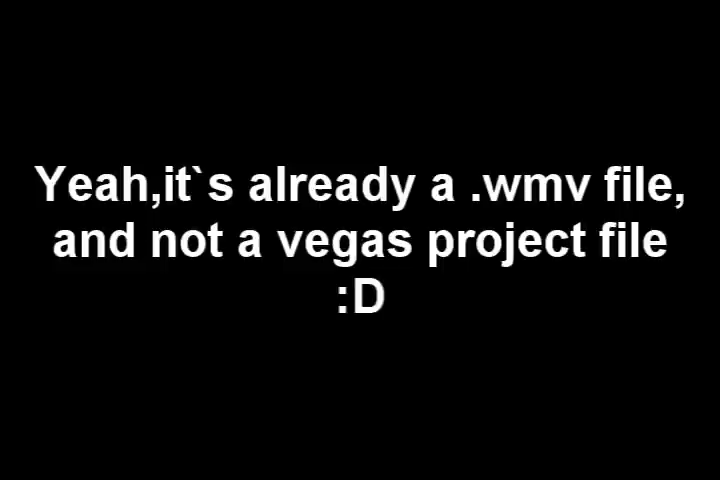 Yeah,it`s already a .wmv file,
and not a vegas project file
:D